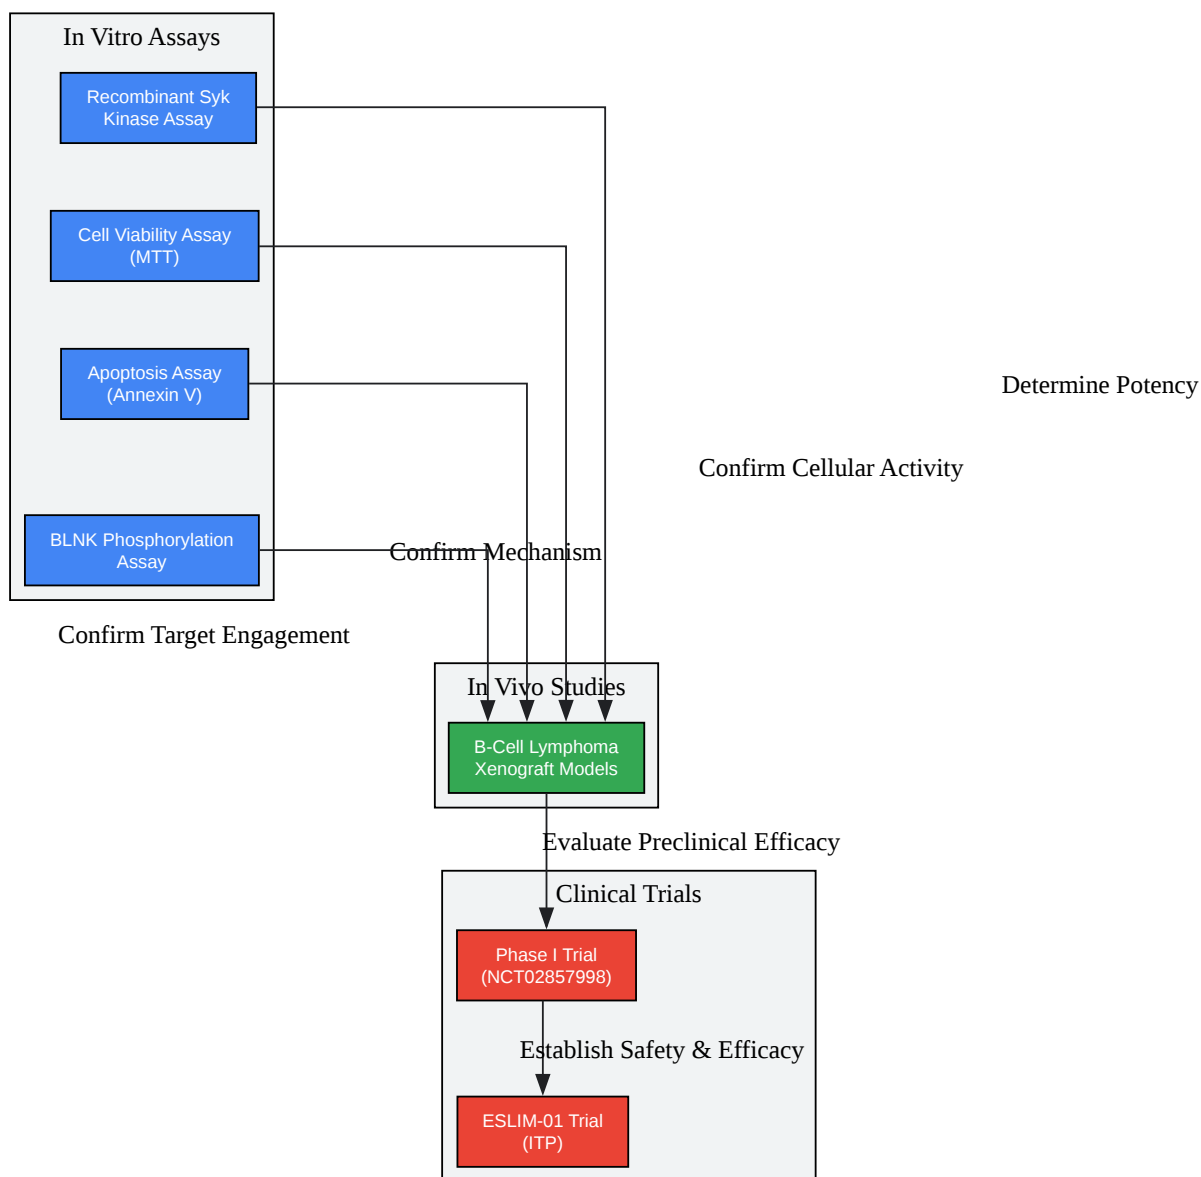 In Vitro Assays
Recombinant Syk
Kinase Assay
Cell Viability Assay
(MTT)
Apoptosis Assay
(Annexin V)
Determine Potency
Confirm Cellular Activity
BLNK Phosphorylation
Assay
Confirm Mechanism
Confirm Target Engagement
In Vivo Studies
B-Cell Lymphoma
Xenograft Models
Evaluate Preclinical Efficacy
Clinical Trials
Phase I Trial
(NCT02857998)
Establish Safety & Efficacy
ESLIM-01 Trial
(ITP)